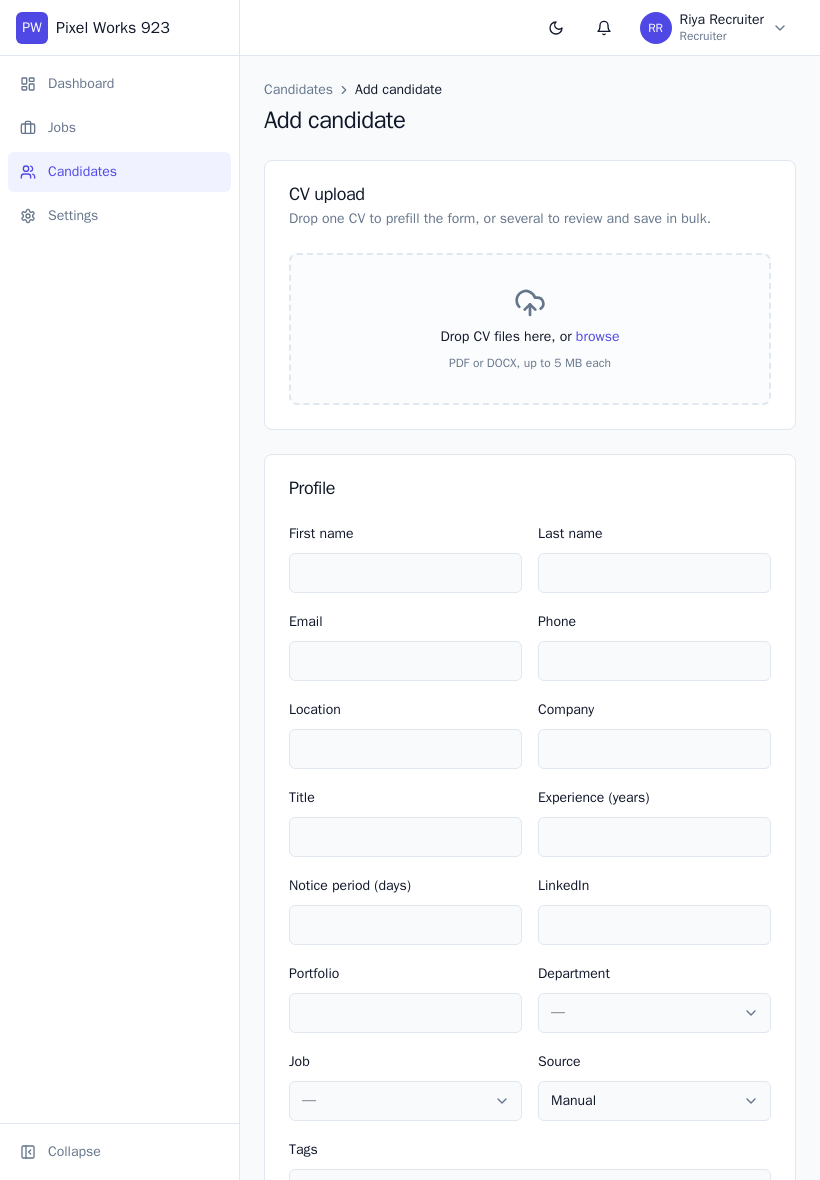 PW Pixel Works 923
RR
Riya Recruiter
Recruiter
Dashboard
Jobs
Candidates
Settings
Collapse
Candidates > Add candidate
Add candidate
CV upload
Drop one CV to prefill the form, or several to review and save in bulk.
Drop CV files here, or browse
PDF or DOCX, up to 5 MB each
Profile
First name
Last name
Email
Phone
Location
Company
Title
Experience (years)
Notice period (days)
LinkedIn
Portfolio
Department
—
Job
—
Source
Manual
Tags